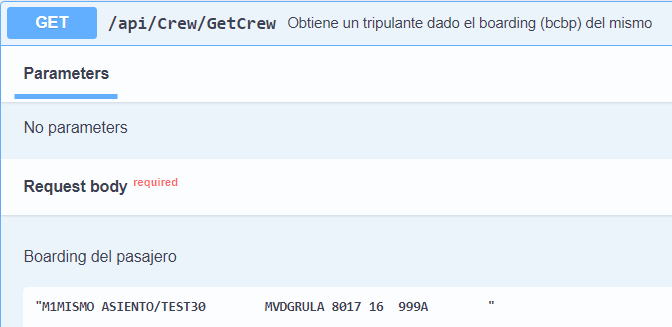 GET /api/Crew/GetCrew Obtiene un tripulante dado el boarding (bcbp) del mismo
Parameters
No parameters
Request body required
Boarding del pasajero
"M1MISMO ASIENTO/TEST30        MVDGRULA 8017 16  999A        "